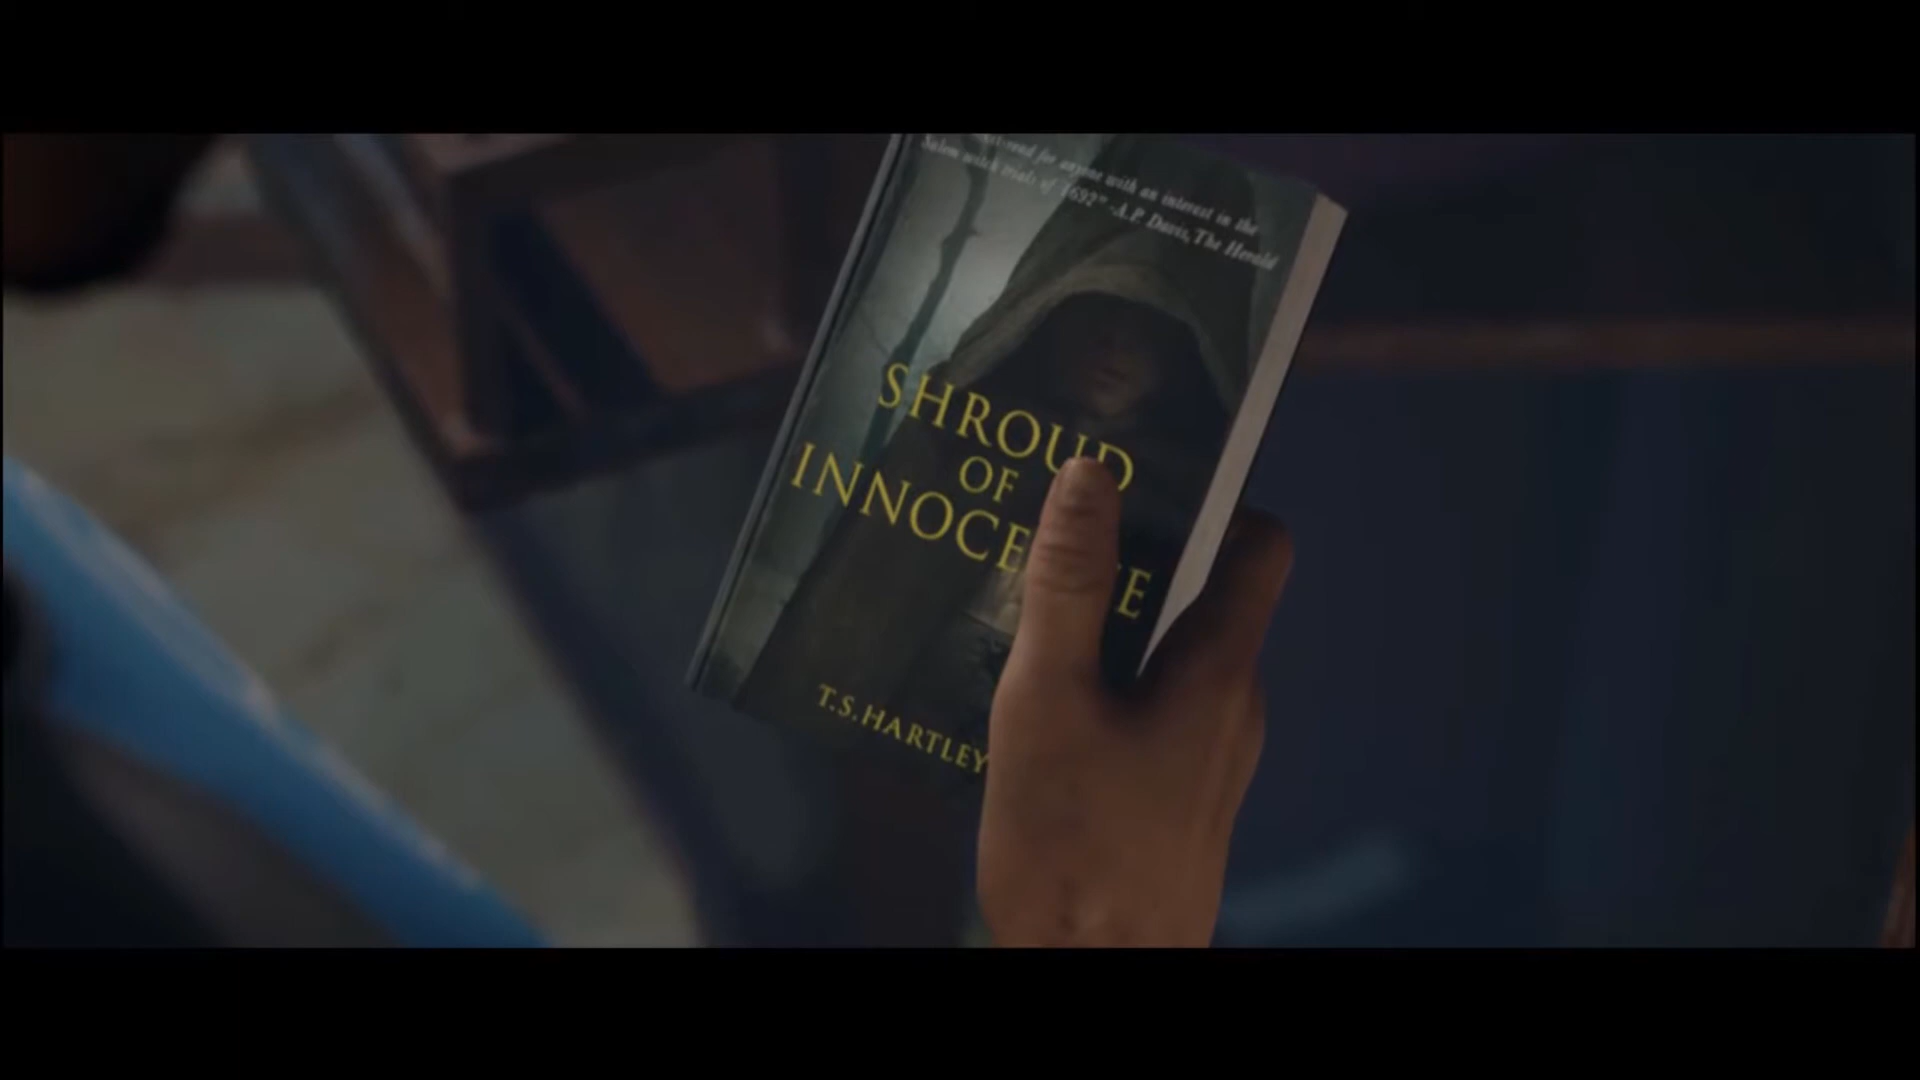 read for anyone with an interest in the
Salem witch trials of 1692" -A.P. Davis, The Herald
SHROUD
OF
INNOCE E
T.S.HARTLEY